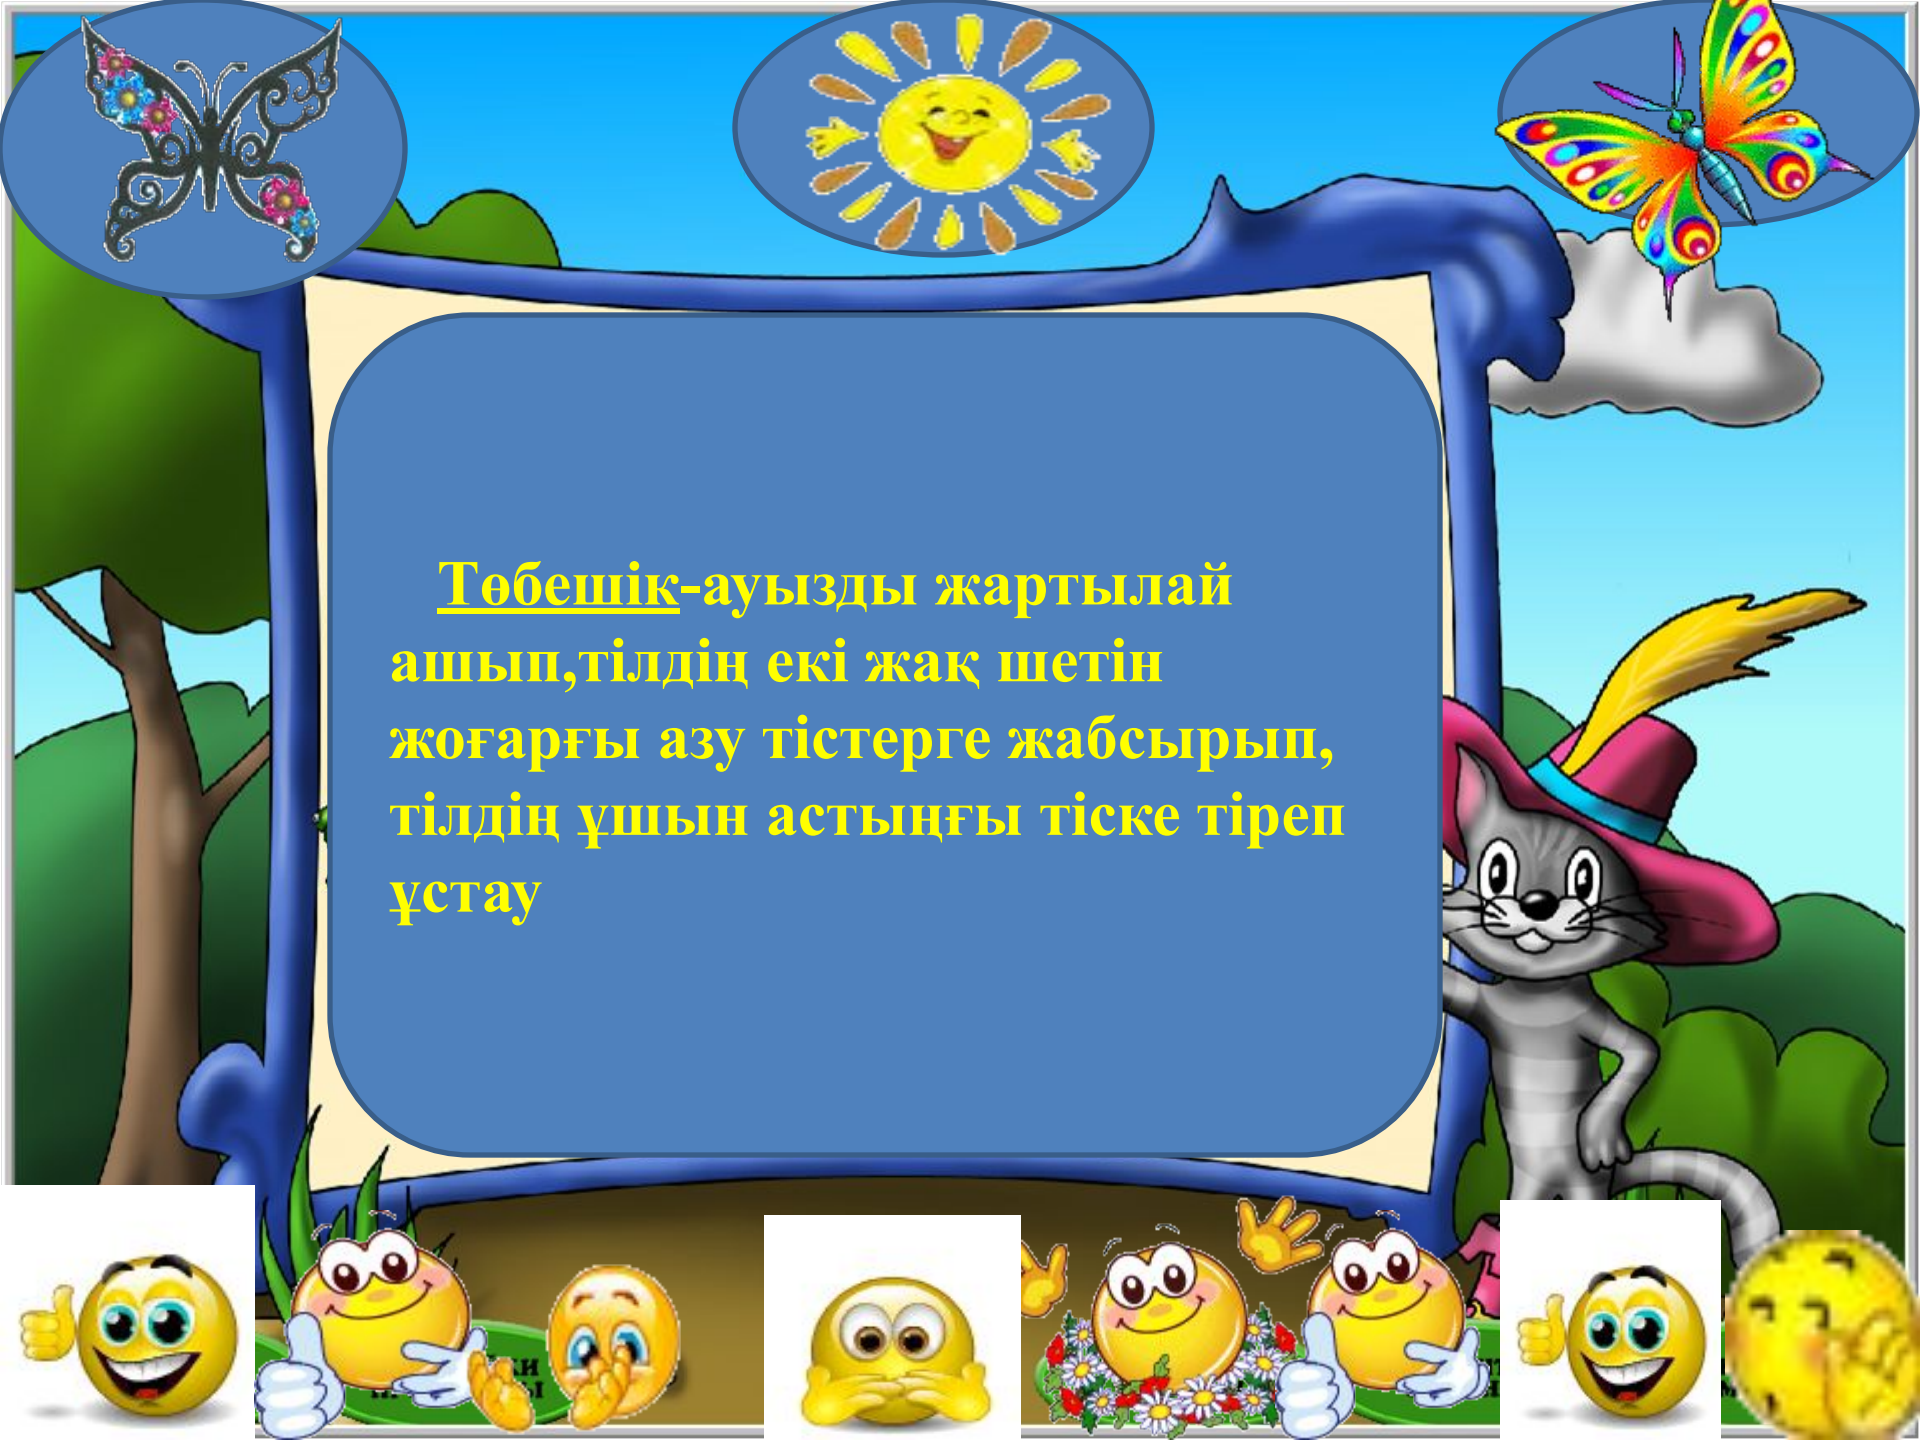 Төбешік-ауызды жартылай
ашып,тілдің екі жақ шетін
жоғарғы азу тістерге жабсырып,
тілдің ұшын астыңғы тіске тіреп
ұстау